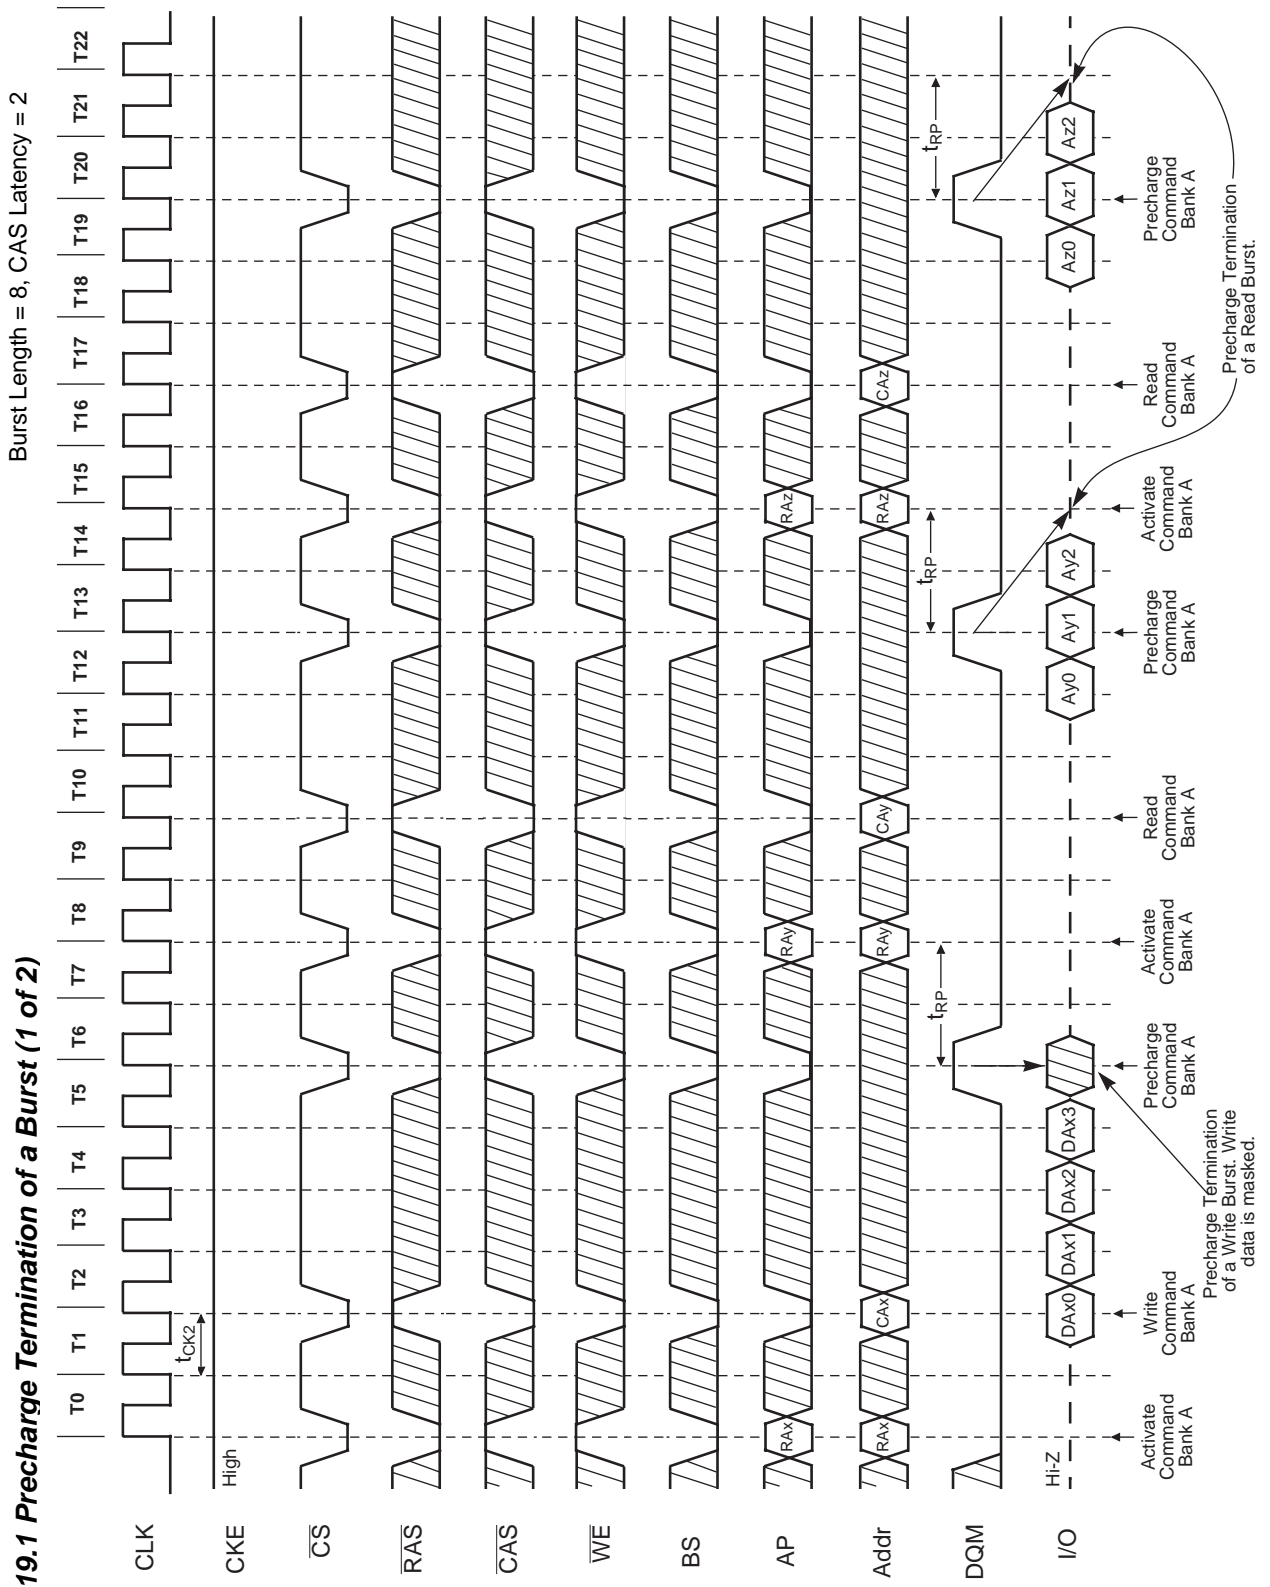 19.1 Precharge Termination of a Burst (1 of 2)
Burst Length = 8, CAS Latency = 2
T0 T1 T2 T3 T4 T5 T6 T7 T8 T9 T10 T11 T12 T13 T14 T15 T16 T17 T18 T19 T20 T21 T22
CLK
tCK2
CKE
High
CS
RAS
CAS
WE
BS
AP
RAx RAy RAz
Addr
RAx CAx RAy CAy RAz CAz
tRP tRP tRP
DQM
I/O
Hi-Z
DAx0 DAx1 DAx2 DAx3 Ay0 Ay1 Ay2 Az0 Az1 Az2
Activate
Command
Bank A
Write
Command
Bank A
Precharge
Command
Bank A
Activate
Command
Bank A
Read
Command
Bank A
Precharge
Command
Bank A
Activate
Command
Bank A
Read
Command
Bank A
Precharge
Command
Bank A
Precharge Termination
of a Write Burst. Write
data is masked.
Precharge Termination
of a Read Burst.